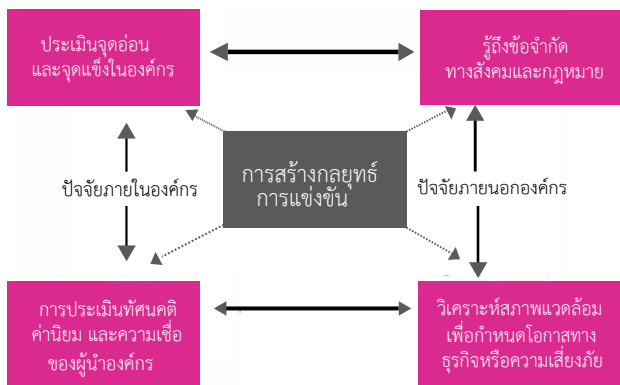 ประเมินจุดอ่อน
และจุดแข็งในองค์กร
รู้ถึงข้อจำกัด
ทางสังคมและกฎหมาย
การสร้างกลยุทธ์
การแข่งขัน
ปัจจัยภายในองค์กร
ปัจจัยภายนอกองค์กร
การประเมินทัศนคติ
ค่านิยม และความเชื่อ
ของผู้นำองค์กร
วิเคราะห์สภาพแวดล้อม
เพื่อกำหนดโอกาสทาง
ธุรกิจหรือความเสี่ยงภัย